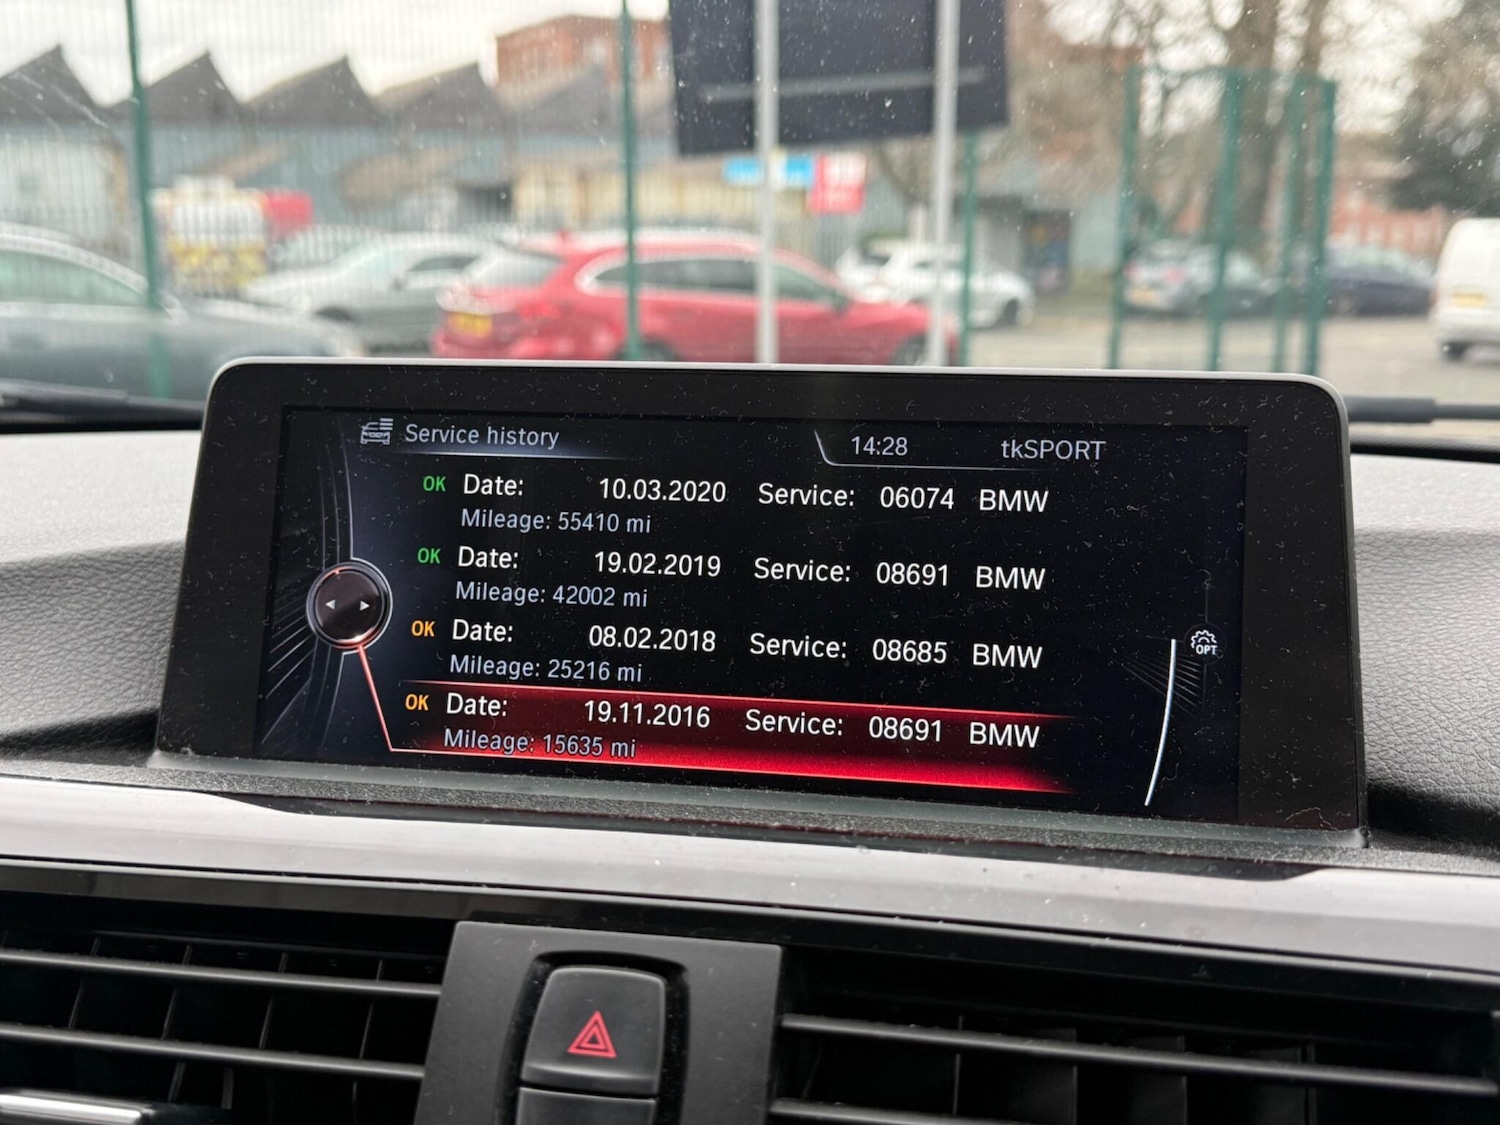 Service history 14:28 tkSPORT
OK Date: 10.03.2020 Service: 06074 BMW
Mileage: 55410 mi
OK Date: 19.02.2019 Service: 08691 BMW
Mileage: 42002 mi
OK Date: 08.02.2018 Service: 08685 BMW
Mileage: 25216 mi
OPT
OK Date: 19.11.2016 Service: 08691 BMW
Mileage: 15635 mi